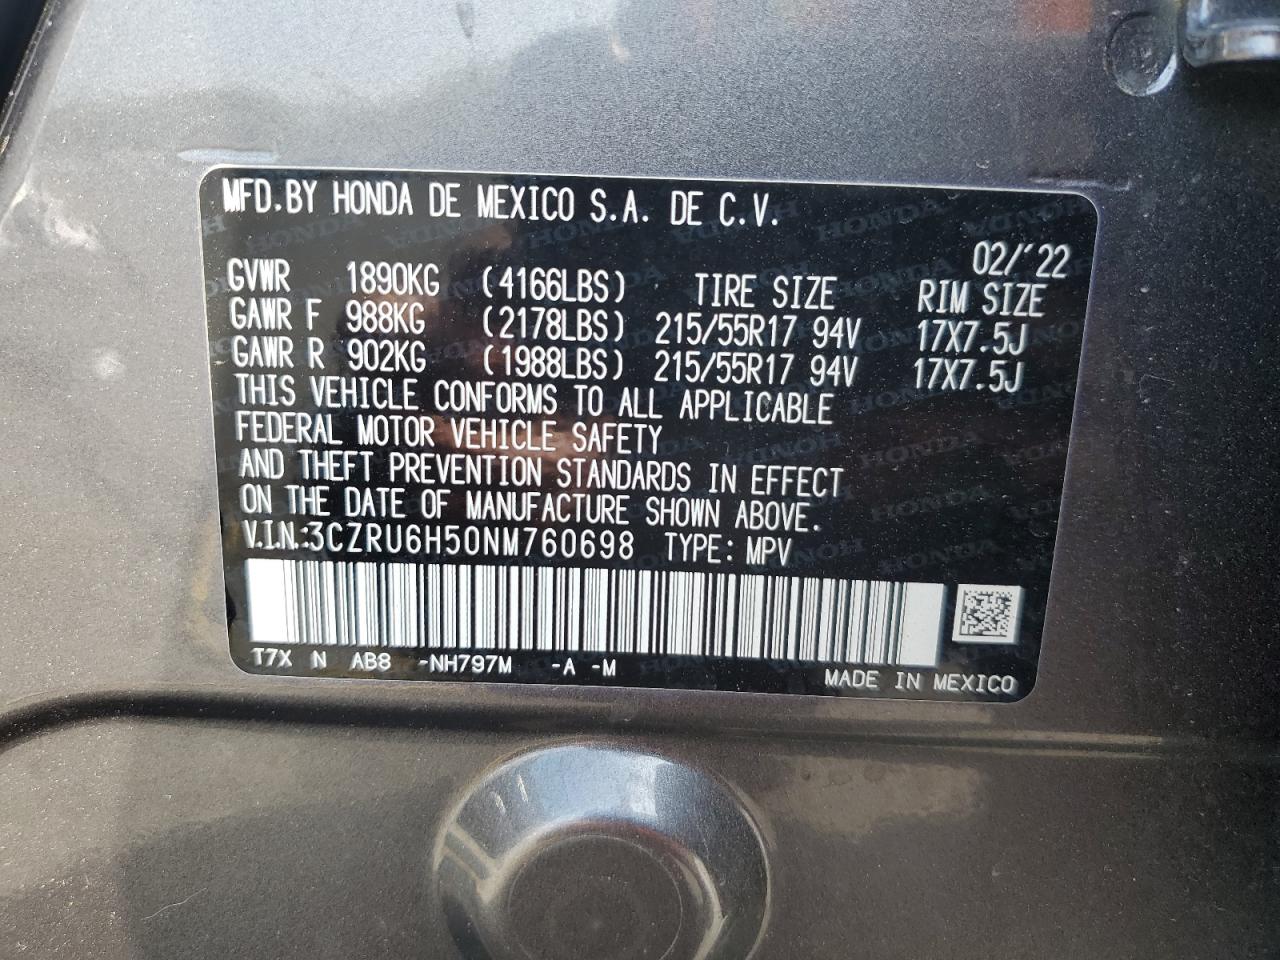 MFD.BY HONDA DE MEXICO S.A. DE C.V.
02/'22
GVWR 1890KG (4166LBS) TIRE SIZE RIM SIZE
GAWR F 988KG (2178LBS) 215/55R17 94V 17X7.5J
GAWR R 902KG (1988LBS) 215/55R17 94V 17X7.5J
THIS VEHICLE CONFORMS TO ALL APPLICABLE
FEDERAL MOTOR VEHICLE SAFETY
AND THEFT PREVENTION STANDARDS IN EFFECT
ON THE DATE OF MANUFACTURE SHOWN ABOVE.
V.I.N.:3CZRU6H50NM760698 TYPE: MPV
T7X N AB8 -NH797M -A -M
MADE IN MEXICO